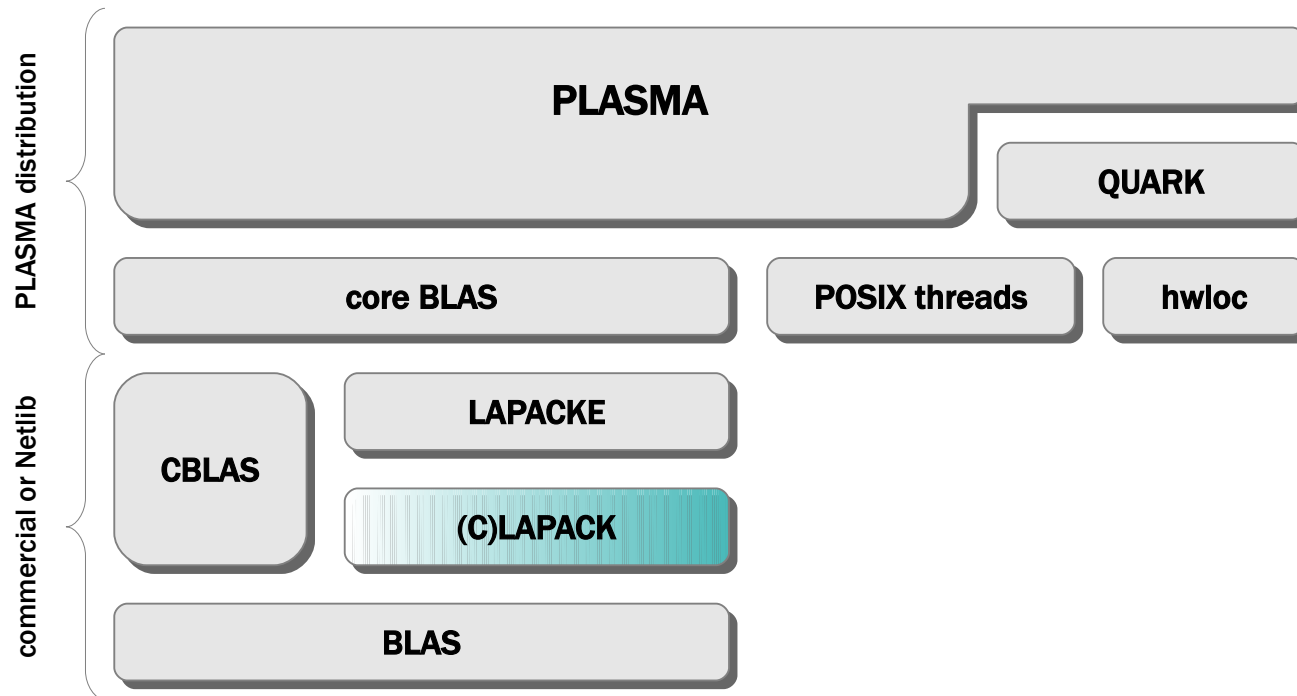 PLASMA distribution
PLASMA
QUARK
core BLAS
POSIX threads
hwloc
commercial or Netlib
CBLAS
LAPACKE
(C)LAPACK
BLAS